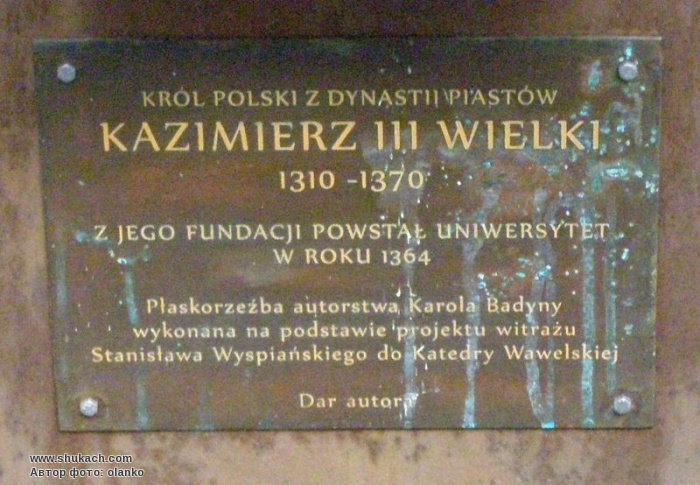 KRÓL POLSKI Z DYNASTII PIASTÓW
KAZIMIERZ III WIELKI
1310 - 1370
Z JEGO FUNDACJI POWSTAŁ UNIWERSYTET
W ROKU 1364
Płaskorzeźba autorstwa Karola Badyny
wykonana na podstawie projektu witrażu
Stanisława Wyspiańskiego do Katedry Wawelskiej
Dar autora
www.shukach.com
Автор фото: olanko